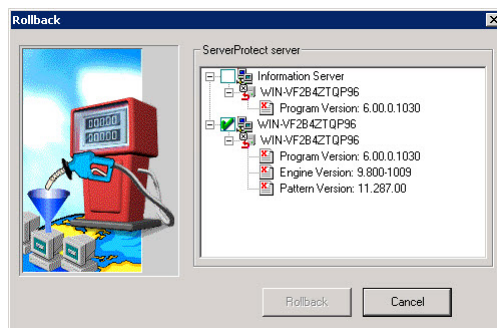 Rollback
ServerProtect server
Information Server
WIN-VF2B4ZTQP96
Program Version: 6.00.0.1030
WIN-VF2B4ZTQP96
WIN-VF2B4ZTQP96
Program Version: 6.00.0.1030
Engine Version: 9.800-1009
Pattern Version: 11.287.00
Rollback
Cancel